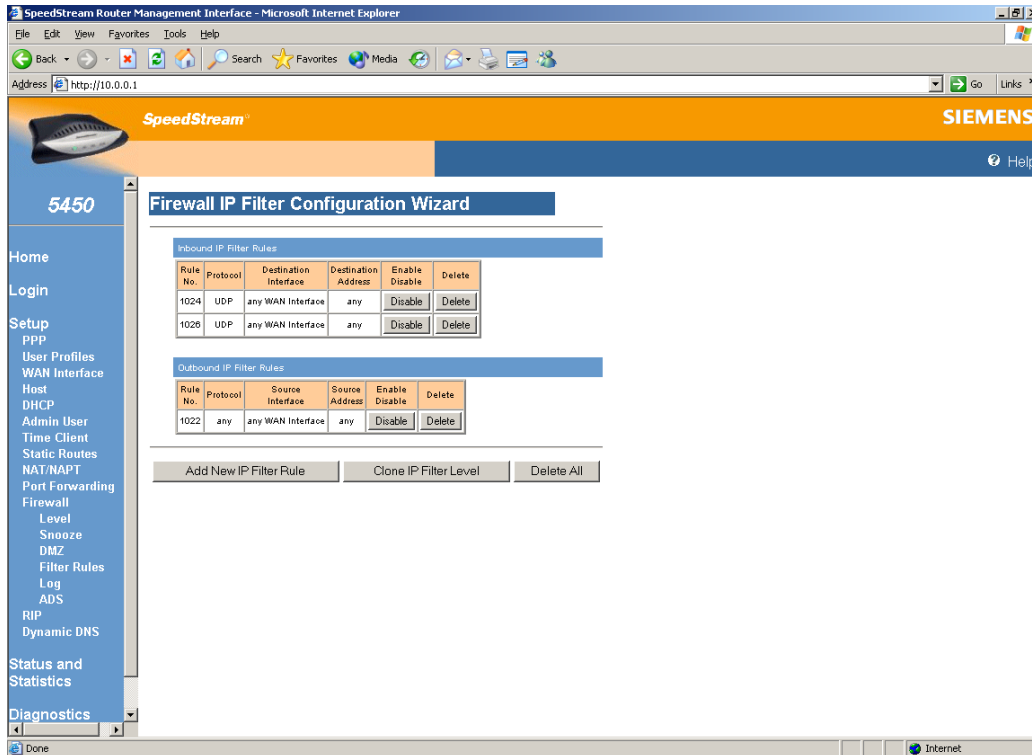 SpeedStream Router Management Interface - Microsoft Internet Explorer
File Edit View Favorites Tools Help
Back Search Favorites Media
Address http://10.0.0.1 Go Links
SpeedStream® SIEMENS
Help
5450
Home
Login
Setup
PPP
User Profiles
WAN Interface
Host
DHCP
Admin User
Time Client
Static Routes
NAT/NAPT
Port Forwarding
Firewall
Level
Snooze
DMZ
Filter Rules
Log
ADS
RIP
Dynamic DNS
Status and
Statistics
Diagnostics
Firewall IP Filter Configuration Wizard
Inbound IP Filter Rules
Rule No. Protocol Destination Interface Destination Address Enable Disable Delete
1024 UDP any WAN Interface any Disable Delete
1026 UDP any WAN Interface any Disable Delete
Outbound IP Filter Rules
Rule No. Protocol Source Interface Source Address Enable Disable Delete
1022 any any WAN Interface any Disable Delete
Add New IP Filter Rule Clone IP Filter Level Delete All
Done Internet